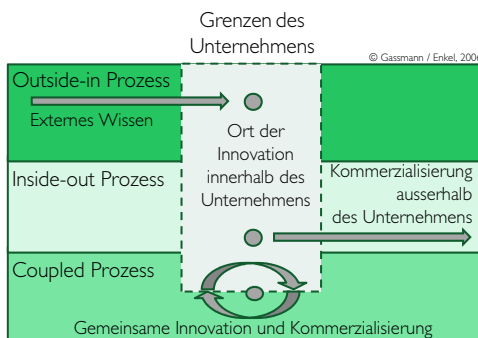 Grenzen des
Unternehmens
© Gassmann / Enkel, 2006
Outside-in Prozess
Externes Wissen
Ort der
Innovation
innerhalb des
Unternehmens
Inside-out Prozess
Kommerzialisierung
ausserhalb
des Unternehmens
Coupled Prozess
Gemeinsame Innovation und Kommerzialisierung